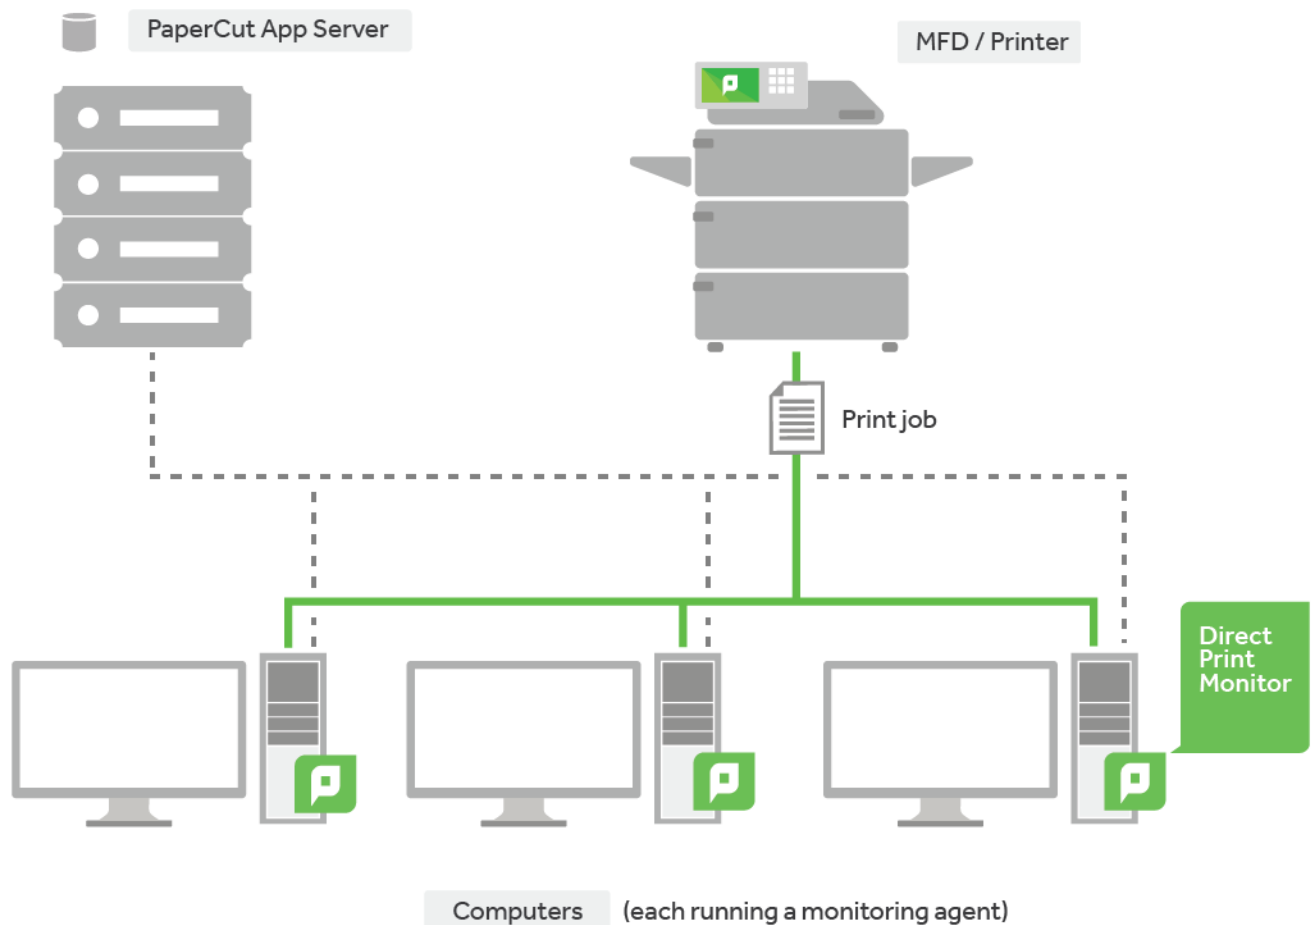 PaperCut App Server
MFD / Printer
Print job
Direct
Print
Monitor
Computers (each running a monitoring agent)